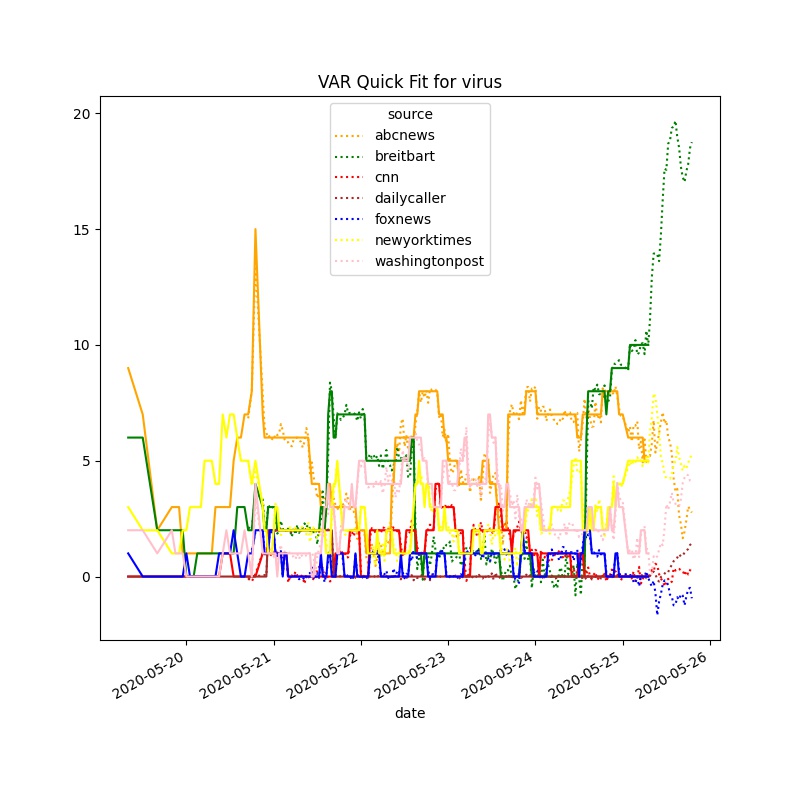 VAR Quick Fit for virus
source
abcnews
breitbart
cnn
dailycaller
foxnews
newyorktimes
washingtonpost
20
15
10
5
0
2020-05-20
2020-05-21
2020-05-22
2020-05-23
2020-05-24
2020-05-25
2020-05-26
date